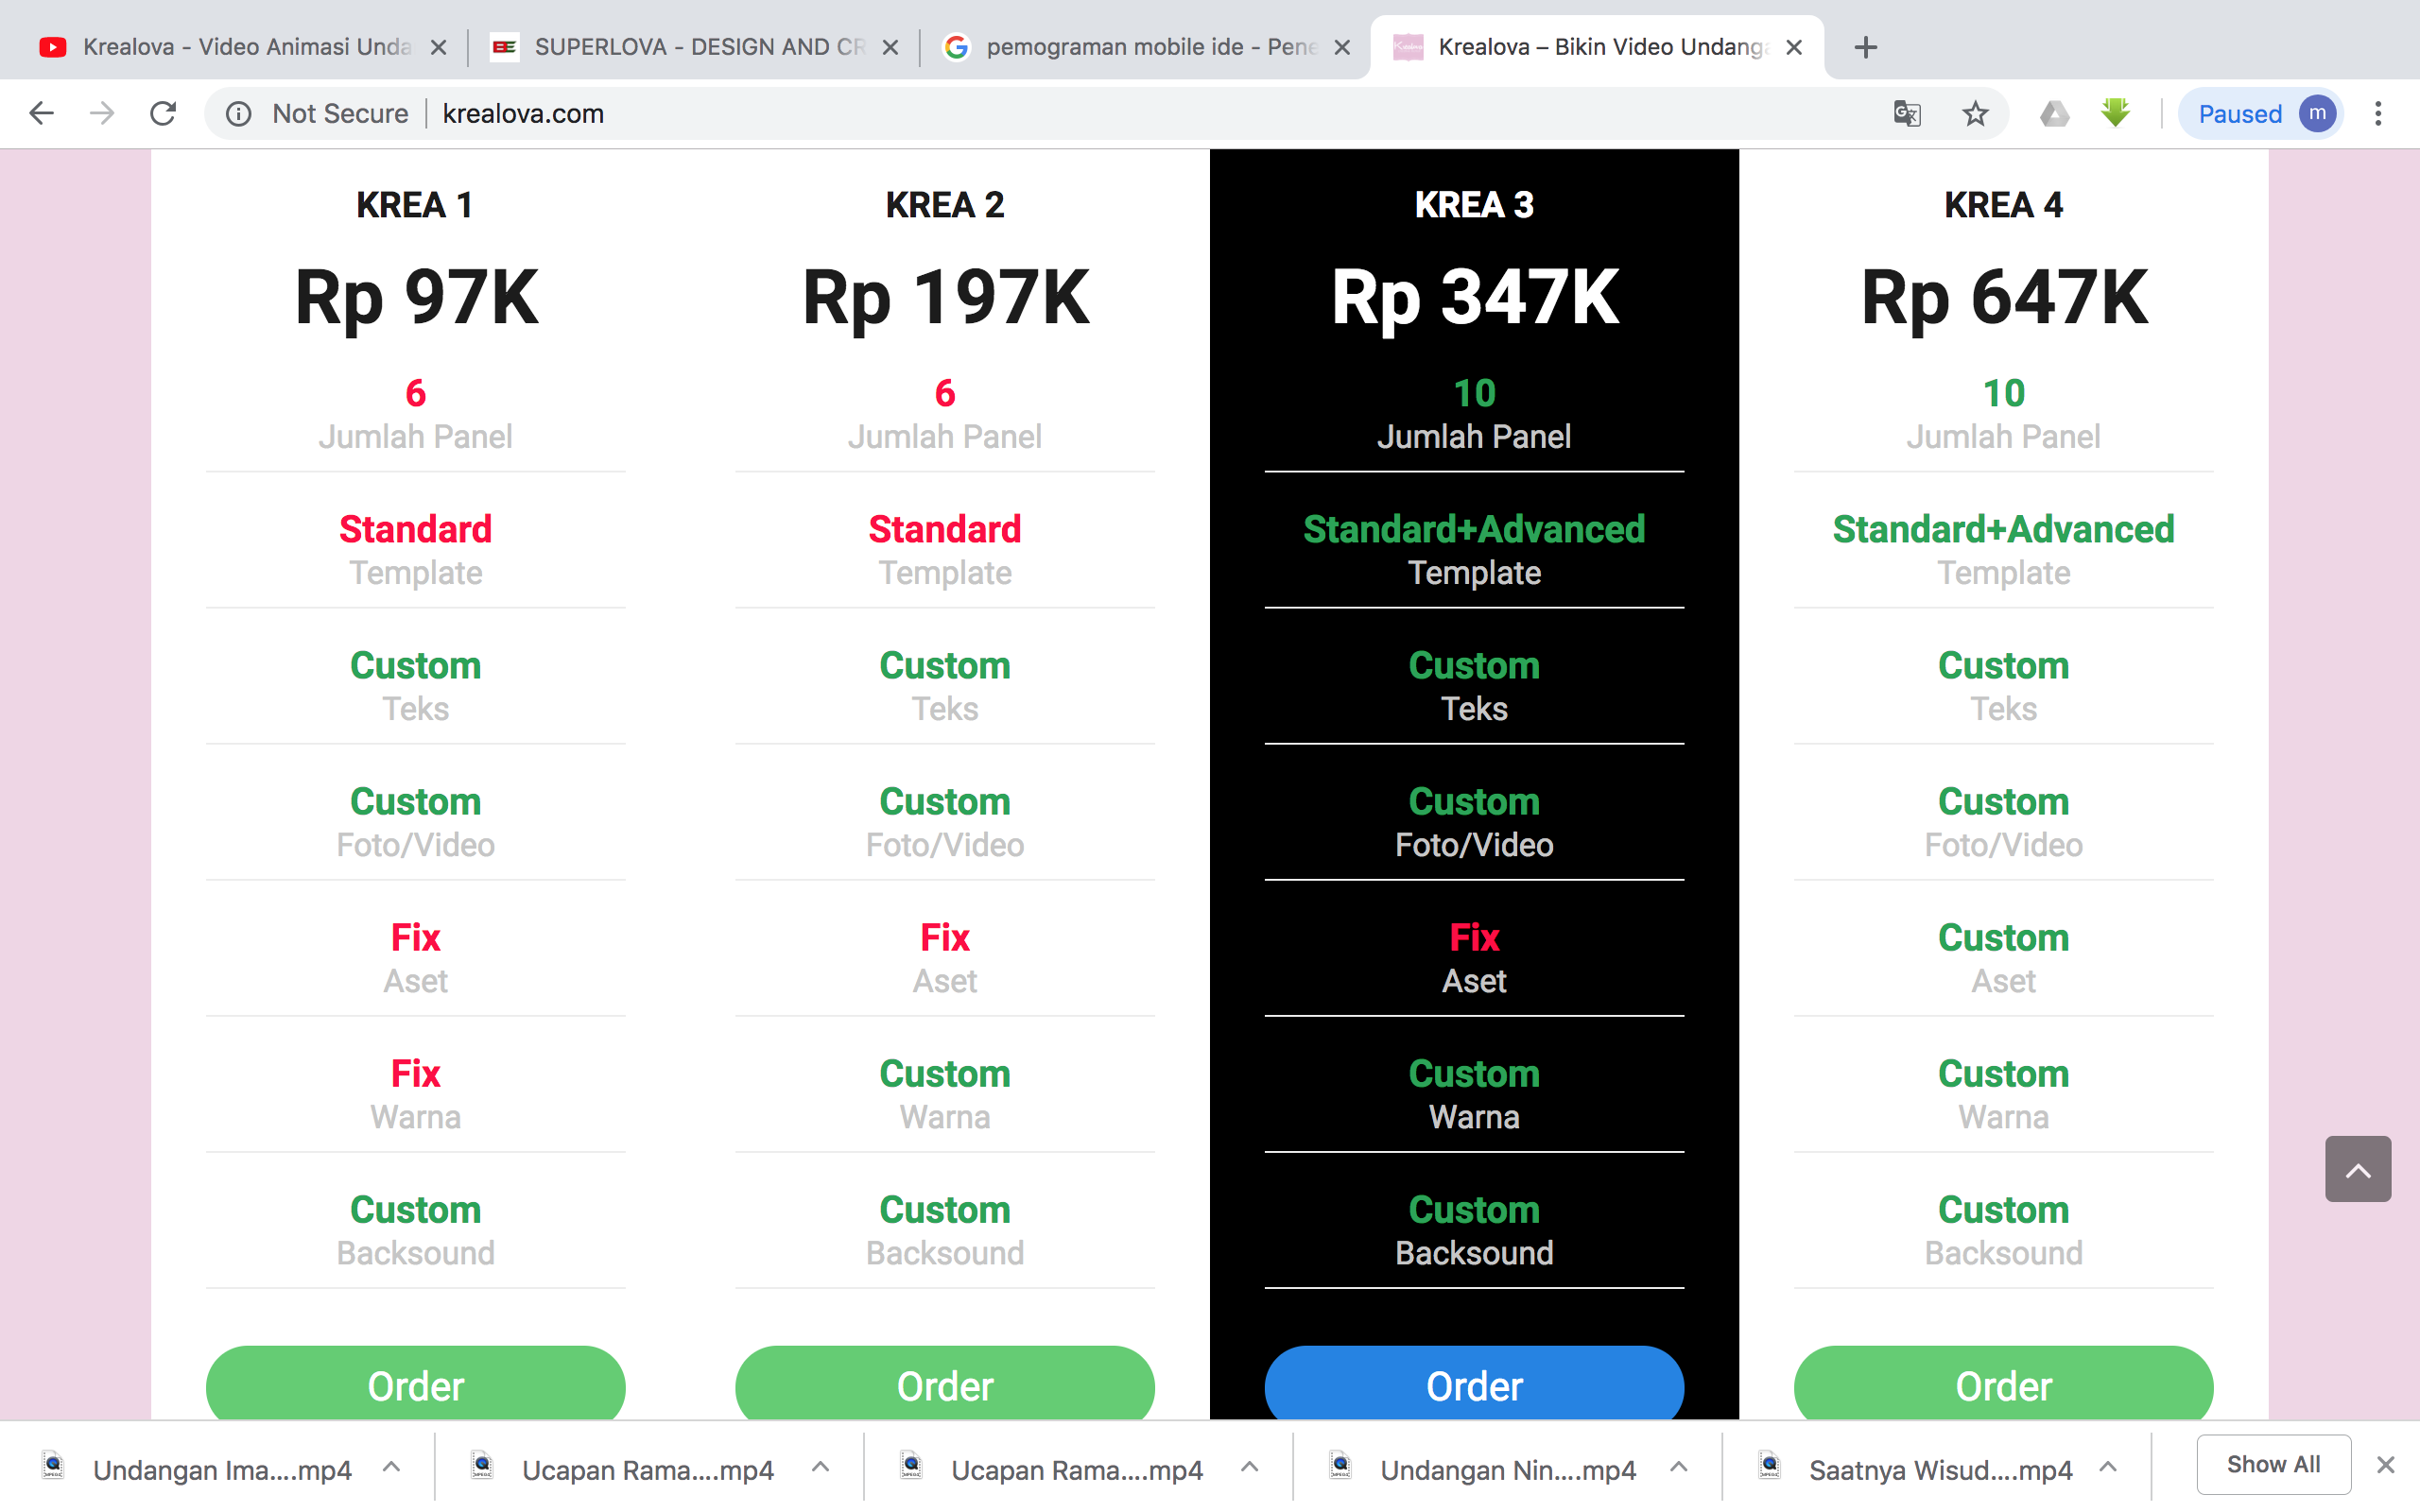 Krealova - Video Animasi Unda
SUPERLOVA - DESIGN AND CR
pemograman mobile ide - Pene
Krealova – Bikin Video Undanga
Not Secure
krealova.com
Paused
m
KREA 1
Rp 97K
6
Jumlah Panel
Standard
Template
Custom
Teks
Custom
Foto/Video
Fix
Aset
Fix
Warna
Custom
Backsound
Order
KREA 2
Rp 197K
6
Jumlah Panel
Standard
Template
Custom
Teks
Custom
Foto/Video
Fix
Aset
Custom
Warna
Custom
Backsound
Order
KREA 3
Rp 347K
10
Jumlah Panel
Standard+Advanced
Template
Custom
Teks
Custom
Foto/Video
Fix
Aset
Custom
Warna
Custom
Backsound
Order
KREA 4
Rp 647K
10
Jumlah Panel
Standard+Advanced
Template
Custom
Teks
Custom
Foto/Video
Custom
Aset
Custom
Warna
Custom
Backsound
Order
Undangan Ima....mp4
Ucapan Rama....mp4
Ucapan Rama....mp4
Undangan Nin....mp4
Saatnya Wisud....mp4
Show All